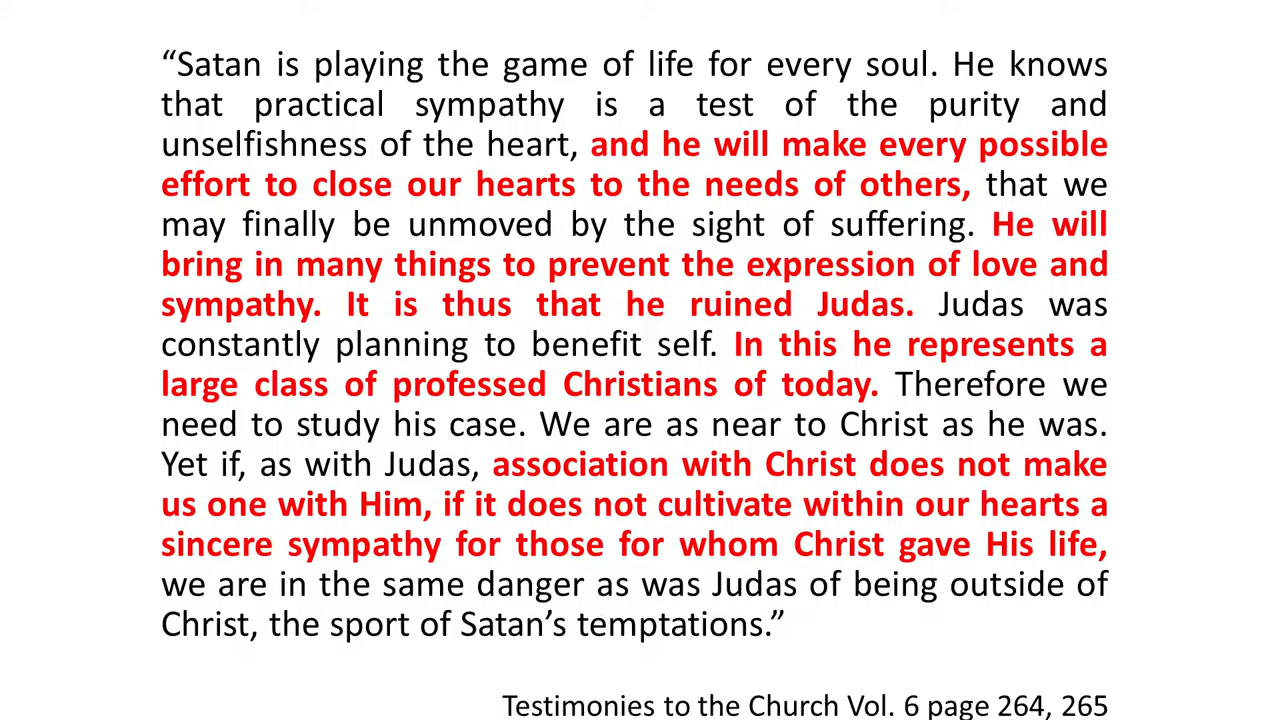 “Satan is playing the game of life for every soul. He knows
that practical sympathy is a test of the purity and
unselfishness of the heart, and he will make every possible
effort to close our hearts to the needs of others, that we
may finally be unmoved by the sight of suffering. He will
bring in many things to prevent the expression of love and
sympathy. It is thus that he ruined Judas. Judas was
constantly planning to benefit self. In this he represents a
large class of professed Christians of today. Therefore we
need to study his case. We are as near to Christ as he was.
Yet if, as with Judas, association with Christ does not make
us one with Him, if it does not cultivate within our hearts a
sincere sympathy for those for whom Christ gave His life,
we are in the same danger as was Judas of being outside of
Christ, the sport of Satan’s temptations.”
Testimonies to the Church Vol. 6 page 264, 265